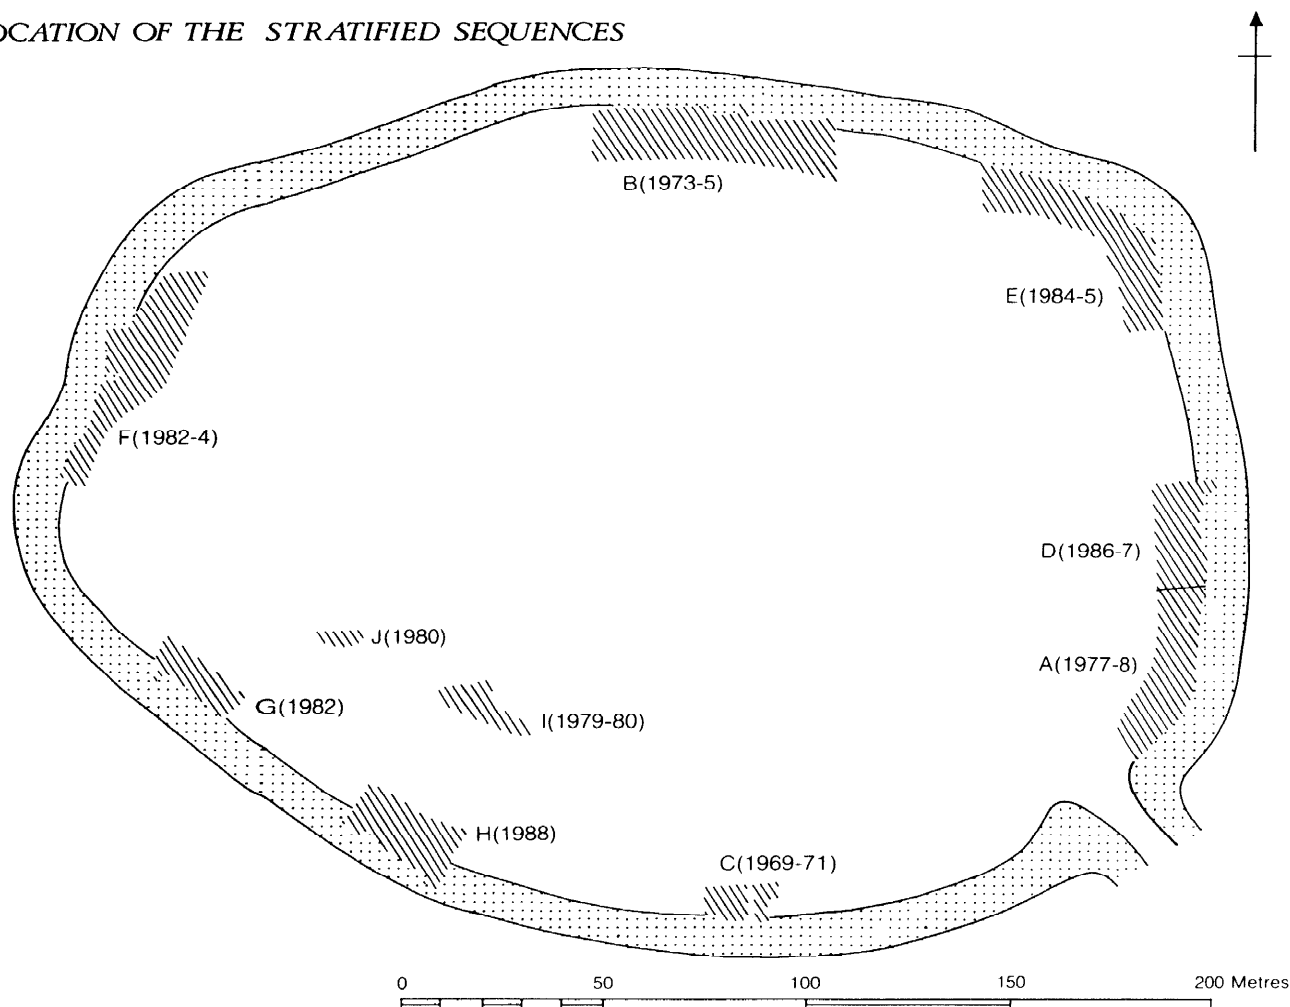 OCATION OF THE STRATIFIED SEQUENCES
B(1973-5)
E(1984-5)
F(1982-4)
D(1986-7)
J(1980)
A(1977-8)
G(1982)
I(1979-80)
H(1988)
C(1969-71)
0 50 100 150 200 Metres